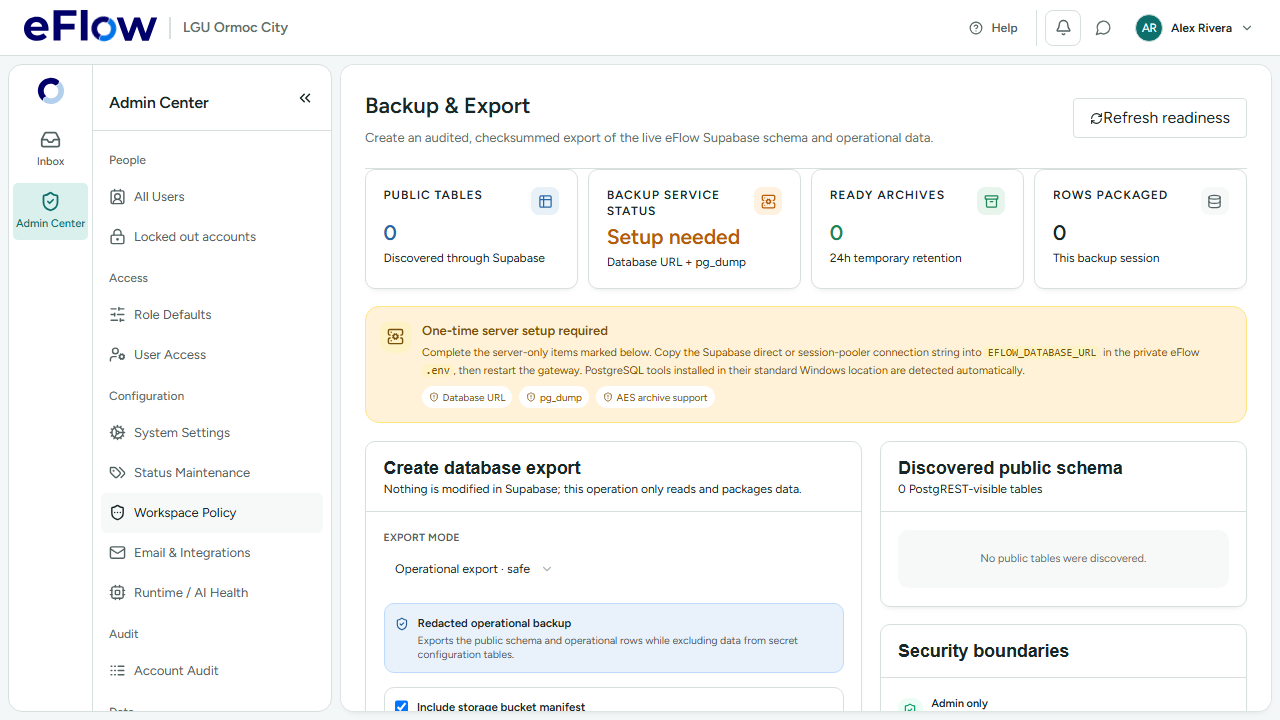 eFlow
LGU Ormoc City
Help
AR
Alex Rivera
Inbox
Admin Center
Admin Center
People
All Users
Locked out accounts
Access
Role Defaults
User Access
Configuration
System Settings
Status Maintenance
Workspace Policy
Email & Integrations
Runtime / AI Health
Audit
Account Audit
Backup & Export
Create an audited, checksummed export of the live eFlow Supabase schema and operational data.
Refresh readiness
PUBLIC TABLES
0
Discovered through Supabase
BACKUP SERVICE
STATUS
Setup needed
Database URL + pg_dump
READY ARCHIVES
0
24h temporary retention
ROWS PACKAGED
0
This backup session
One-time server setup required
Complete the server-only items marked below. Copy the Supabase direct or session-pooler connection string into EFLOW_DATABASE_URL in the private eFlow
.env, then restart the gateway. PostgreSQL tools installed in their standard Windows location are detected automatically.
Database URL
pg_dump
AES archive support
Create database export
Nothing is modified in Supabase; this operation only reads and packages data.
EXPORT MODE
Operational export · safe
Redacted operational backup
Exports the public schema and operational rows while excluding data from secret
configuration tables.
Include storage bucket manifest
Discovered public schema
0 PostgREST-visible tables
No public tables were discovered.
Security boundaries
Admin only